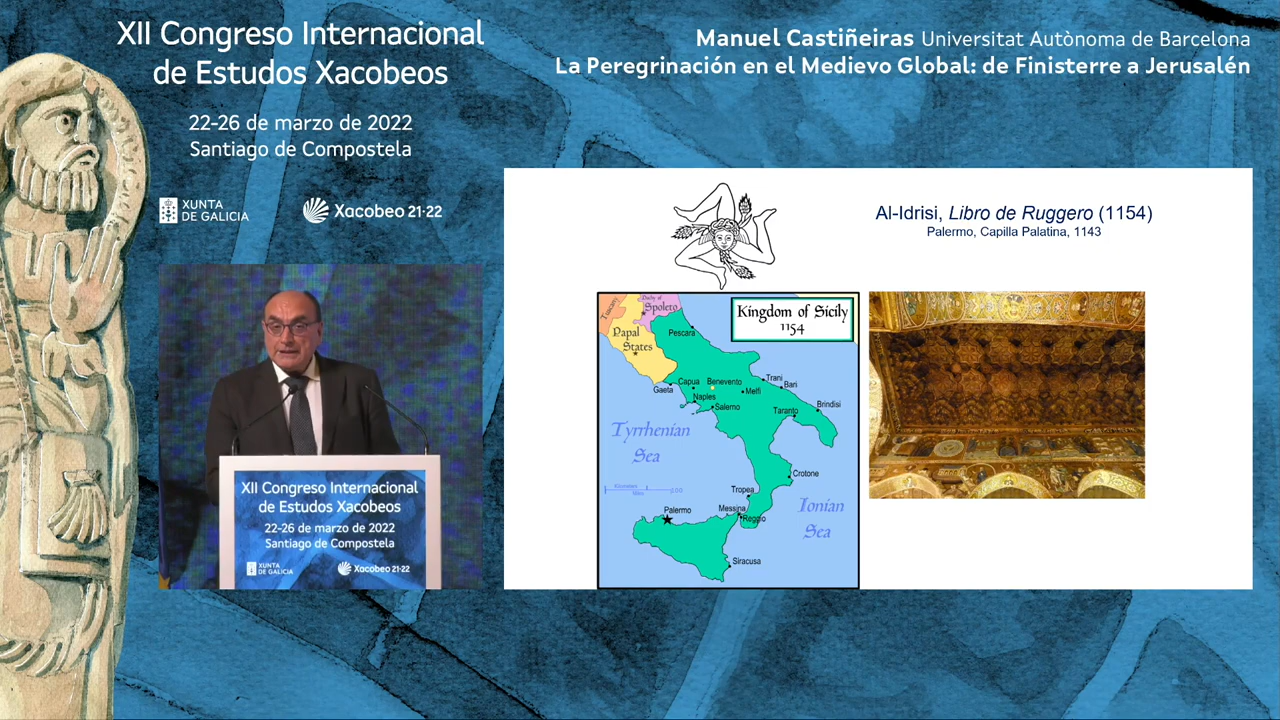 XII Congreso Internacional
de Estudos Xacobeos
22-26 de marzo de 2022
Santiago de Compostela
XUNTA
DE GALICIA
Xacobeo 21·22
Manuel Castiñeiras Universitat Autònoma de Barcelona
La Peregrinación en el Medievo Global: de Finisterre a Jerusalén
Al-Idrisi, Libro de Ruggero (1154)
Palermo, Capilla Palatina, 1143
Kingdom of Sicily
1154
Tuscany
Duchy of
Spoleto
Papal
States
Pescara
Gaeta
Capua
Benevento
Naples
Salerno
Melfi
Trani
Bari
Taranto
Brindisi
Tyrrhenian
Sea
Kilometres
Miles
100
Crotone
Tropea
Messina
Reggio
Ionian
Sea
Palermo
Siracusa
XII Congreso Internacional
de Estudos Xacobeos
22-26 de marzo de 2022
Santiago de Compostela
XUNTA
DE GALICIA
Xacobeo 21·22